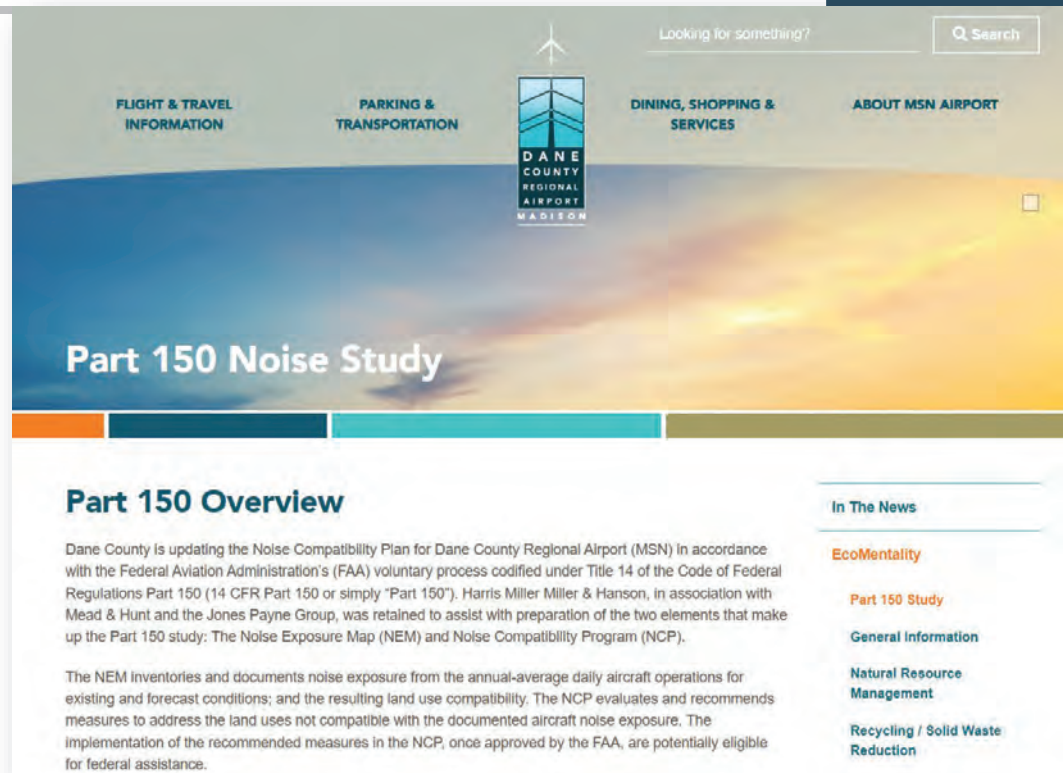 Looking for something?
Search
FLIGHT & TRAVEL
INFORMATION
PARKING &
TRANSPORTATION
DANE
COUNTY
REGIONAL
AIRPORT
MADISON
DINING, SHOPPING &
SERVICES
ABOUT MSN AIRPORT
Part 150 Noise Study
Part 150 Overview
Dane County is updating the Noise Compatibility Plan for Dane County Regional Airport (MSN) in accordance
with the Federal Aviation Administration's (FAA) voluntary process codified under Title 14 of the Code of Federal
Regulations Part 150 (14 CFR Part 150 or simply "Part 150"). Harris Miller Miller & Hanson, in association with
Mead & Hunt and the Jones Payne Group, was retained to assist with preparation of the two elements that make
up the Part 150 study: The Noise Exposure Map (NEM) and Noise Compatibility Program (NCP).
The NEM inventories and documents noise exposure from the annual-average daily aircraft operations for
existing and forecast conditions; and the resulting land use compatibility. The NCP evaluates and recommends
measures to address the land uses not compatible with the documented aircraft noise exposure. The
implementation of the recommended measures in the NCP, once approved by the FAA, are potentially eligible
for federal assistance.
In The News
EcoMentality
Part 150 Study
General Information
Natural Resource
Management
Recycling / Solid Waste
Reduction